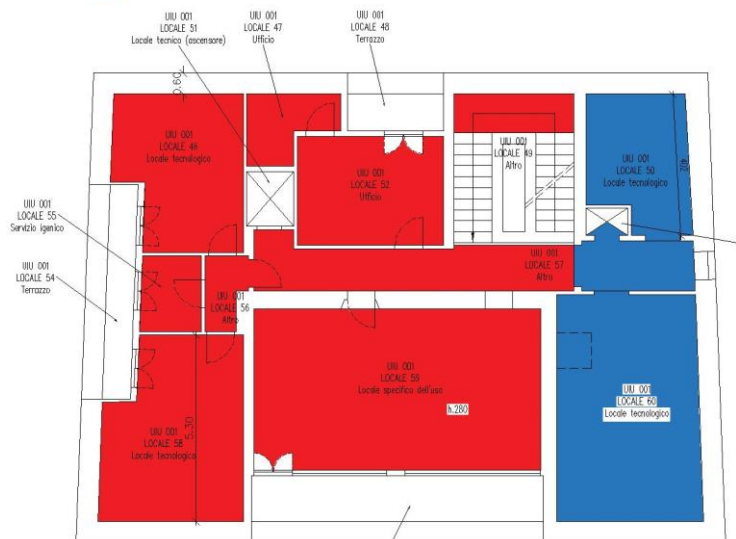 UIU 001
LOCALE 51
Locale tecnico (ascensore)
UIU 001
LOCALE 47
Ufficio
UIU 001
LOCALE 48
Terrazzo
0.60
UIU 001
LOCALE 46
Locale tecnologico
UIU 001
LOCALE 52
Ufficio
UIU 001
LOCALE 49
Altro
UIU 001
LOCALE 50
Locale tecnologico
402
UIU 001
LOCALE 55
Servizio igenico
UIU 001
LOCALE 54
Terrazzo
UIU 001
LOCALE 56
Altro
UIU 001
LOCALE 57
Altro
UIU 001
LOCALE 59
Locale specifico dell'uso
h.280
UIU 001
LOCALE 58
Locale tecnologico
5.30
UIU 001
LOCALE 60
Locale tecnologico